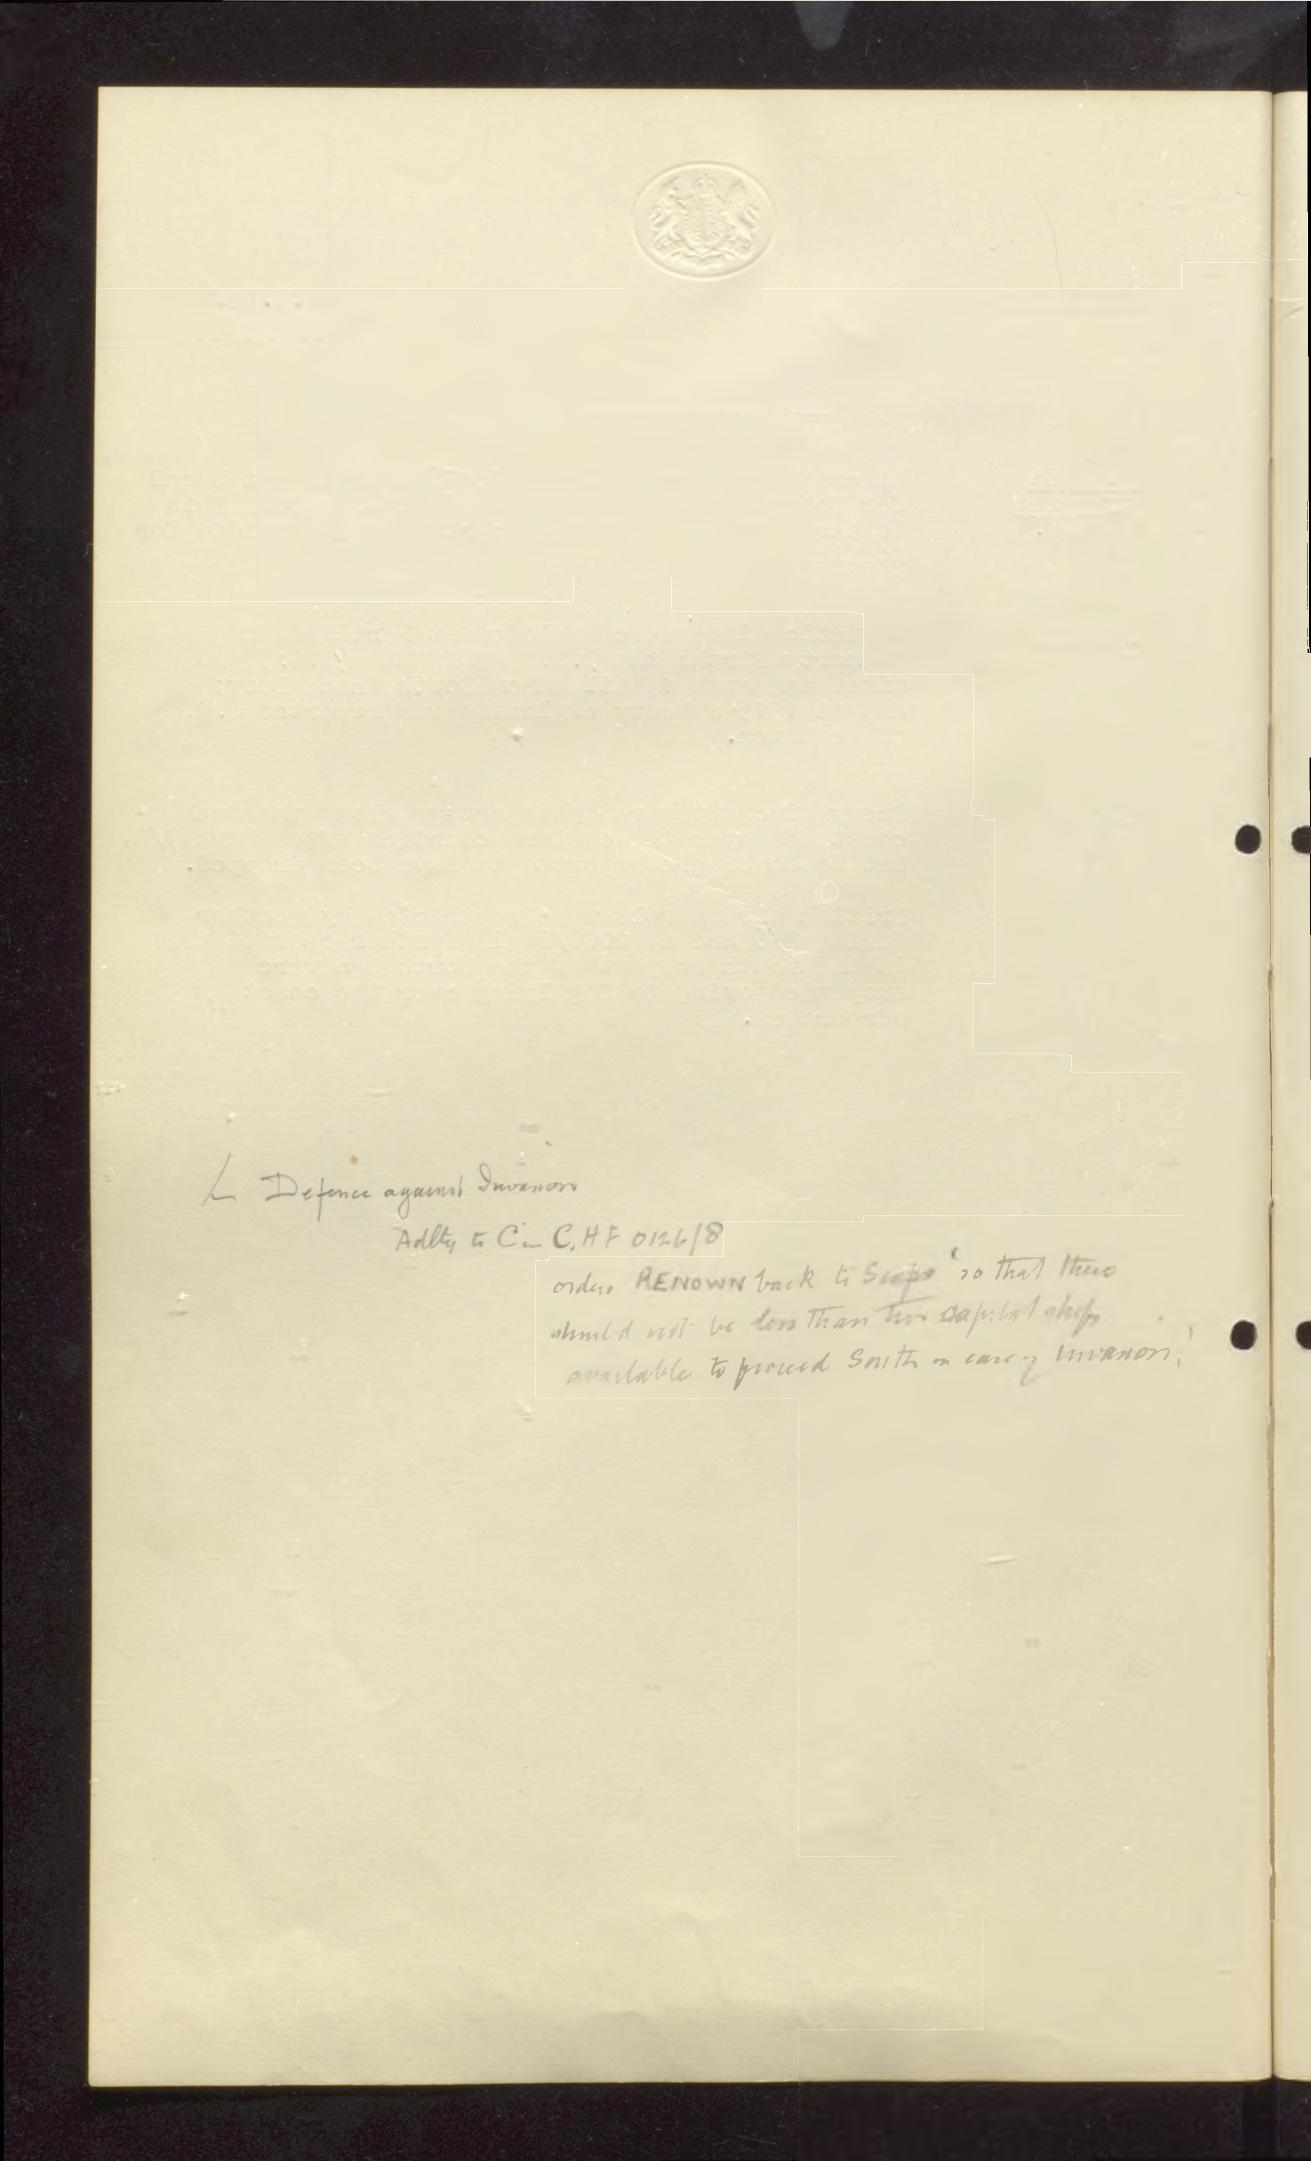 L Defence against Invasion
Adlty to C in C. HF 0126/8
orders RENOWN back to Scapa 'so that there
should not be less than two capital ships
available to proceed South in case of invasion.'